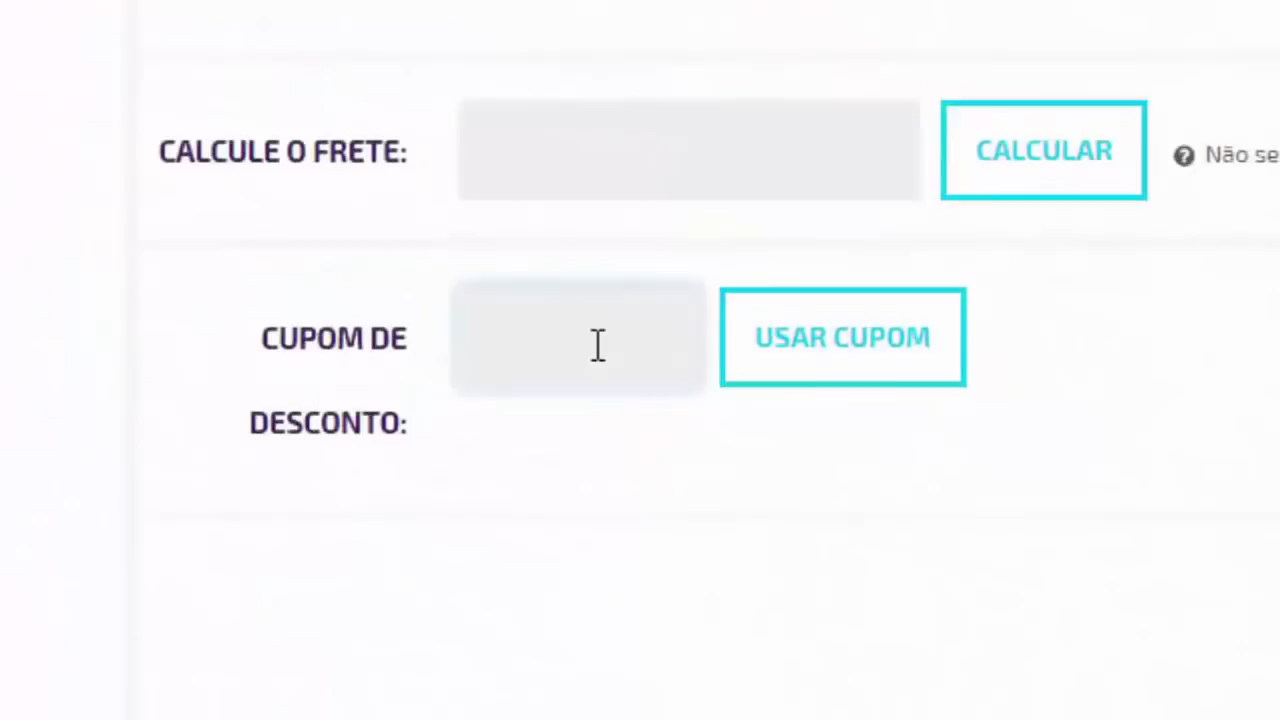 CALCULE O FRETE:
CALCULAR
Não se
CUPOM DE
DESCONTO:
USAR CUPOM